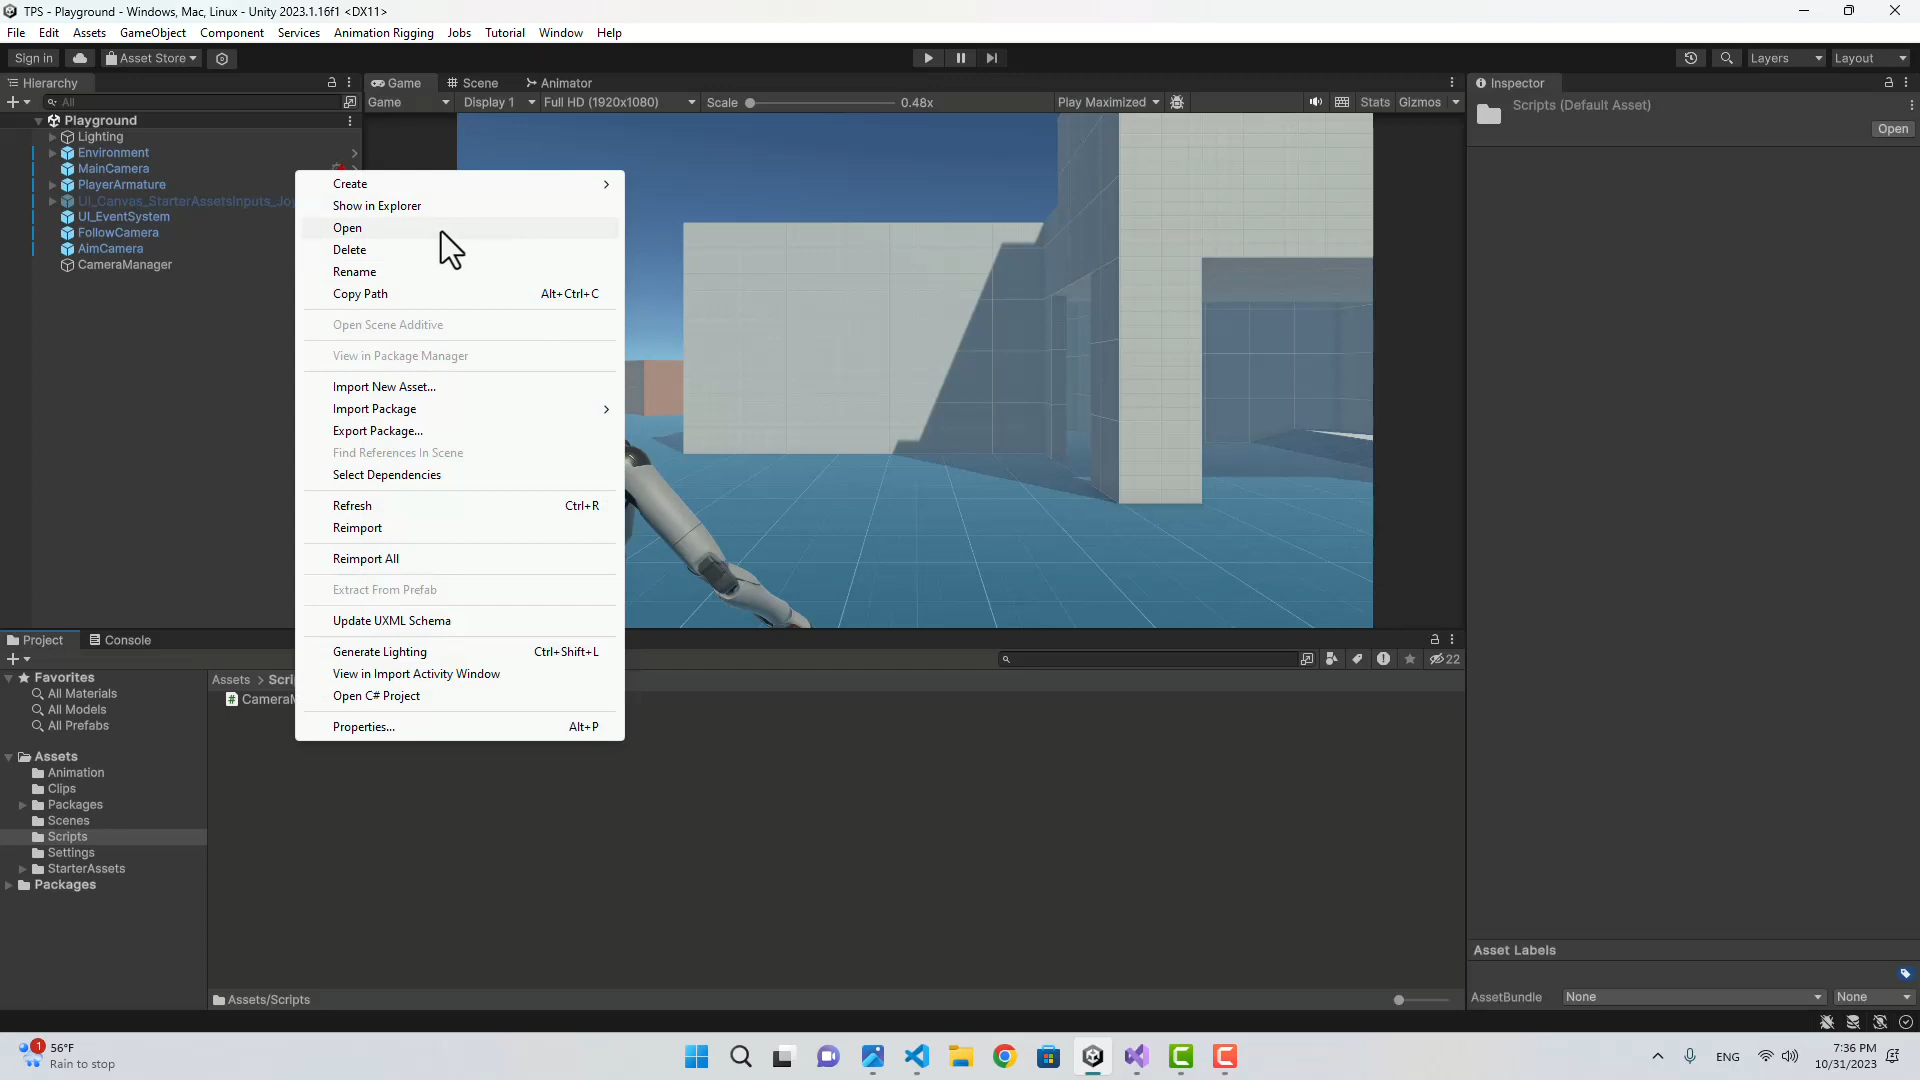 TPS - Playground - Windows, Mac, Linux - Unity 2023.1.16f1 <DX11>
File Edit Assets GameObject Component Services Animation Rigging Jobs Tutorial Window Help
Sign in Asset Store Layers Layout
Hierarchy Game Scene Animator Inspector
All Game Display 1 Full HD (1920x1080) Scale 0.48x Play Maximized Stats Gizmos Scripts (Default Asset)
Open
Playground
Lighting
Environment
MainCamera
PlayerArmature
UI_Canvas_StarterAssetsInputs_Joy
UI_EventSystem
FollowCamera
AimCamera
CameraManager
Create
Show in Explorer
Open
Delete
Rename
Copy Path Alt+Ctrl+C
Open Scene Additive
View in Package Manager
Import New Asset...
Import Package
Export Package...
Find References In Scene
Select Dependencies
Refresh Ctrl+R
Reimport
Reimport All
Extract From Prefab
Update UXML Schema
Generate Lighting Ctrl+Shift+L
View in Import Activity Window
Open C# Project
Properties... Alt+P
Project Console
22
Favorites
All Materials
All Models
All Prefabs
Assets
Animation
Clips
Packages
Scenes
Scripts
Settings
StarterAssets
Packages
Assets > Scri
CameraM
Assets/Scripts
Asset Labels
AssetBundle None None
1
56°F
Rain to stop
ENG
7:36 PM
10/31/2023